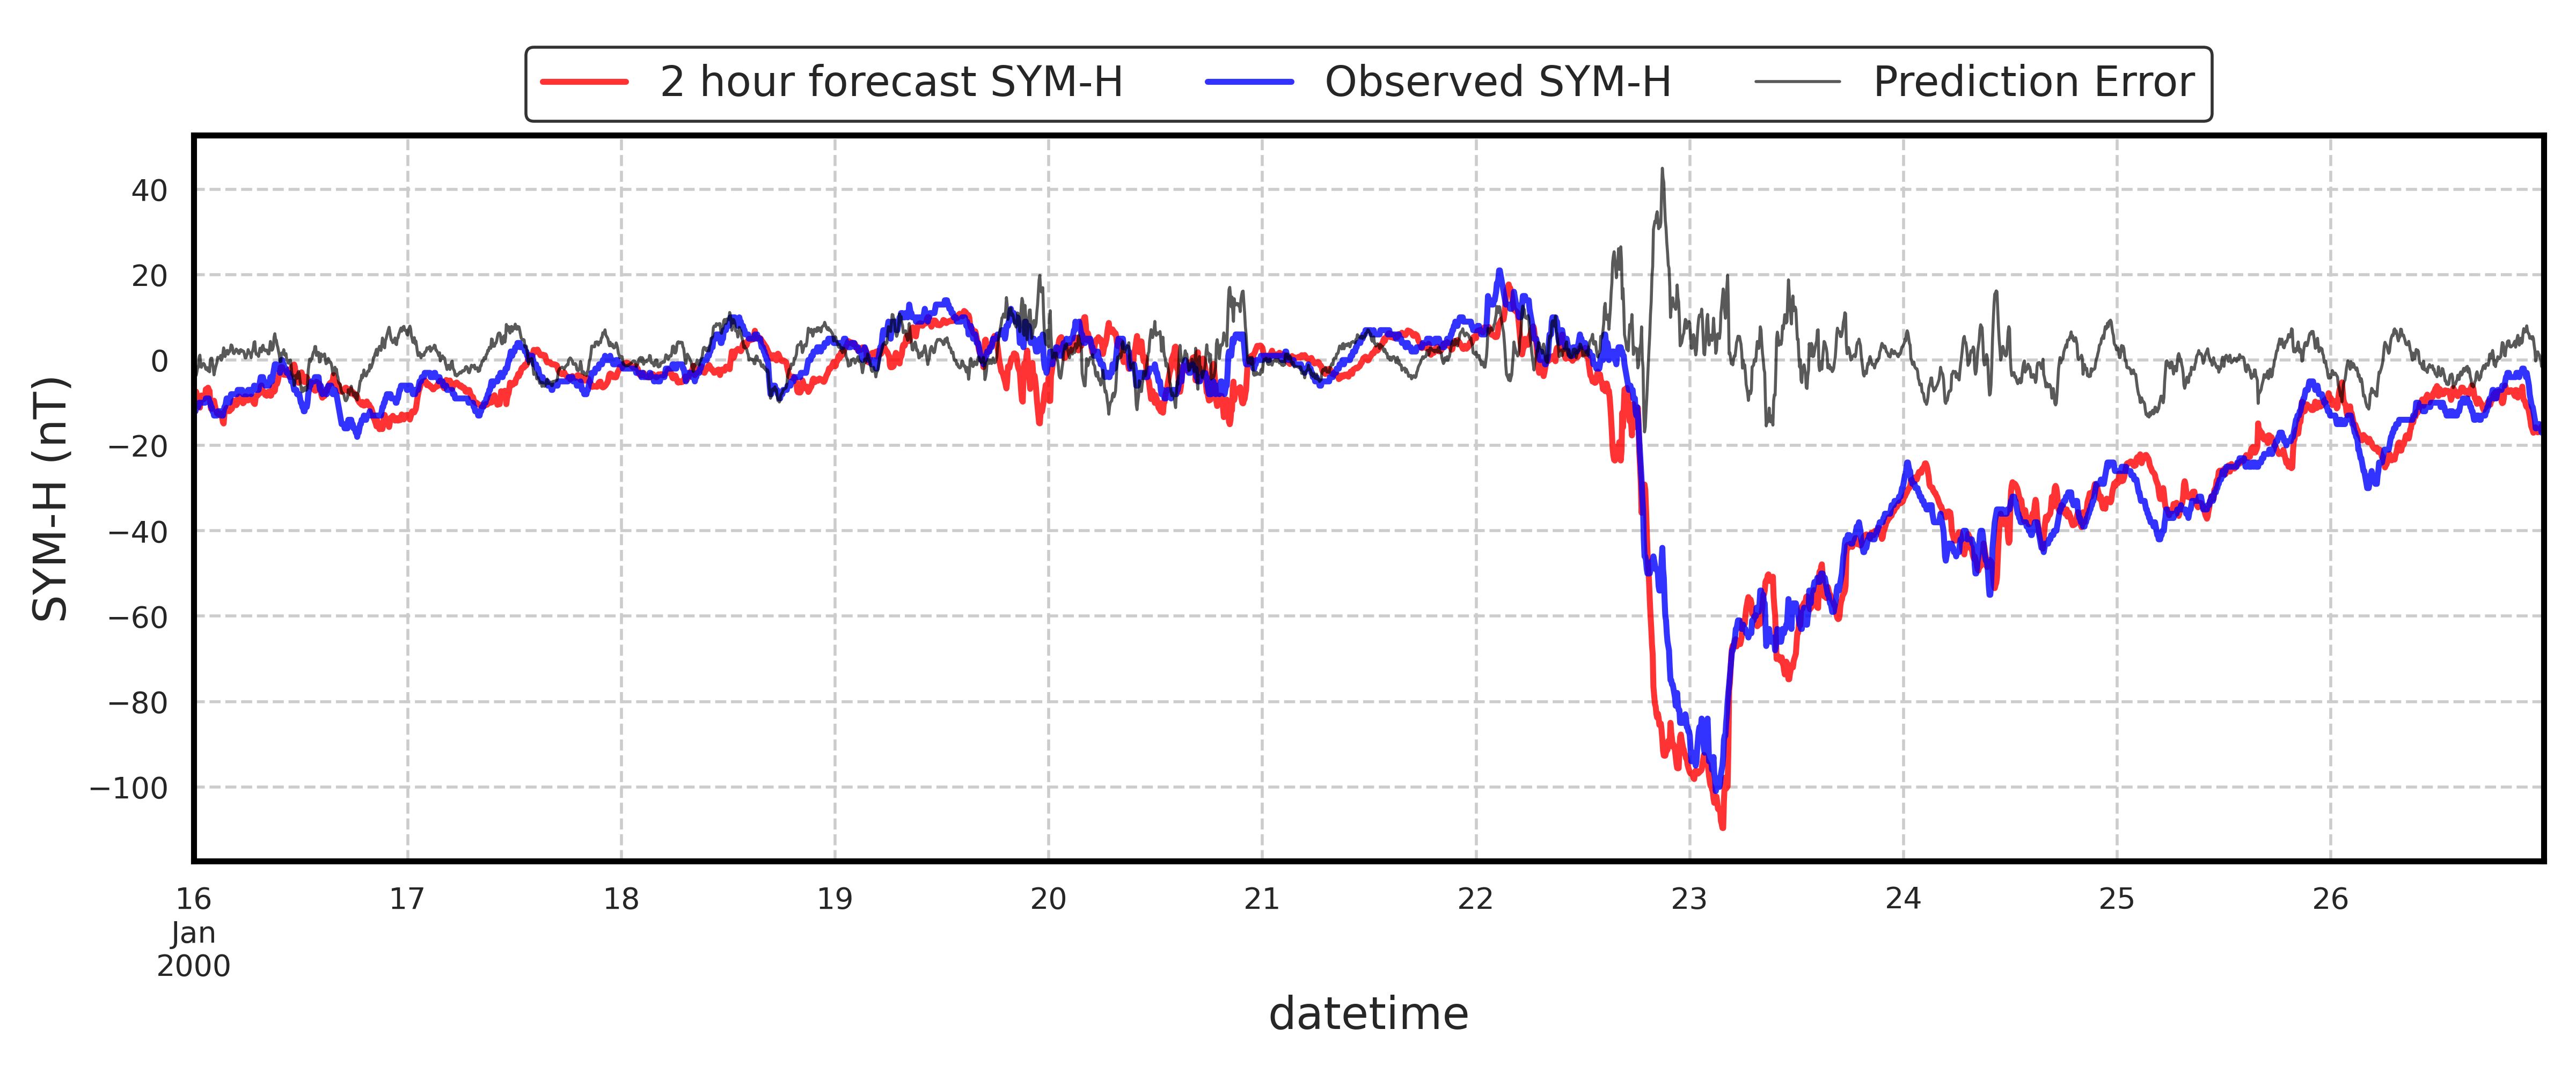 2 hour forecast SYM-H Observed SYM-H Prediction Error
SYM-H (nT)
40
20
0
−20
−40
−60
−80
−100
16 17 18 19 20 21 22 23 24 25 26
Jan
2000
datetime